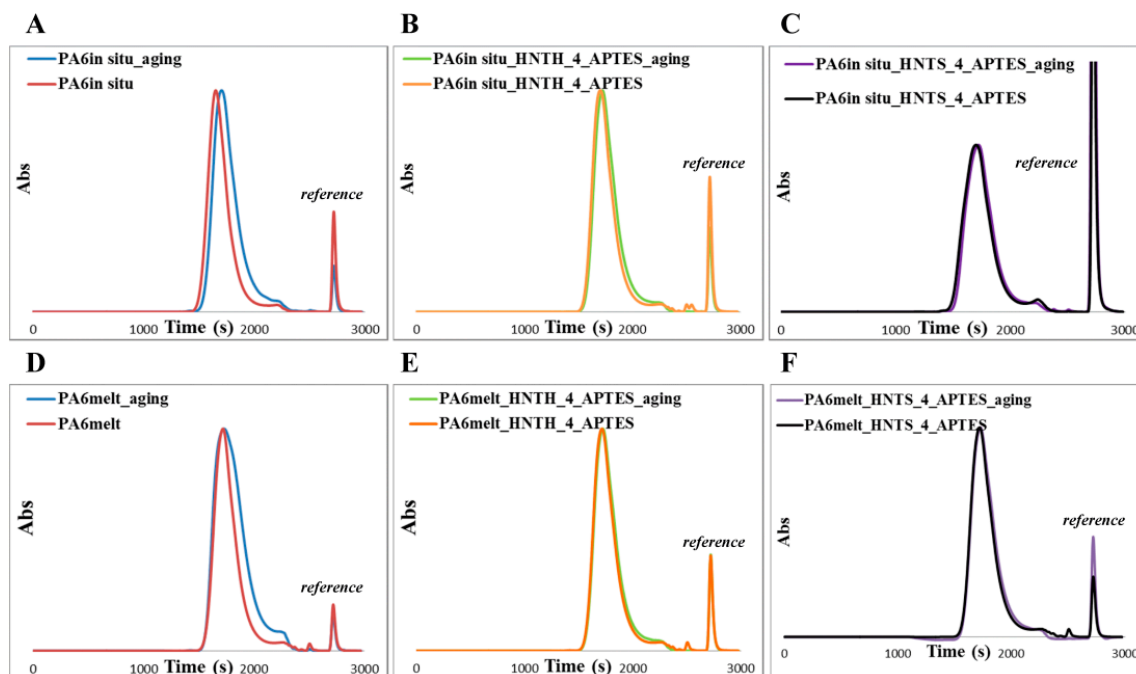 A
PA6in situ_aging
PA6in situ
reference
Abs
0
1000
Time (s)
2000
3000
B
PA6in situ_HNTH_4_APTES_aging
PA6in situ_HNTH_4_APTES
reference
Abs
0
1000
Time (s)
2000
3000
C
PA6in situ_HNTS_4_APTES_aging
PA6in situ_HNTS_4_APTES
reference
Abs
0
1000
Time (s)
2000
3000
D
PA6melt_aging
PA6melt
reference
Abs
0
1000
Time (s)
2000
3000
E
PA6melt_HNTH_4_APTES_aging
PA6melt_HNTH_4_APTES
reference
Abs
0
1000
Time (s)
2000
3000
F
PA6melt_HNTS_4_APTES_aging
PA6melt_HNTS_4_APTES
reference
Abs
0
1000
Time (s)
2000
3000